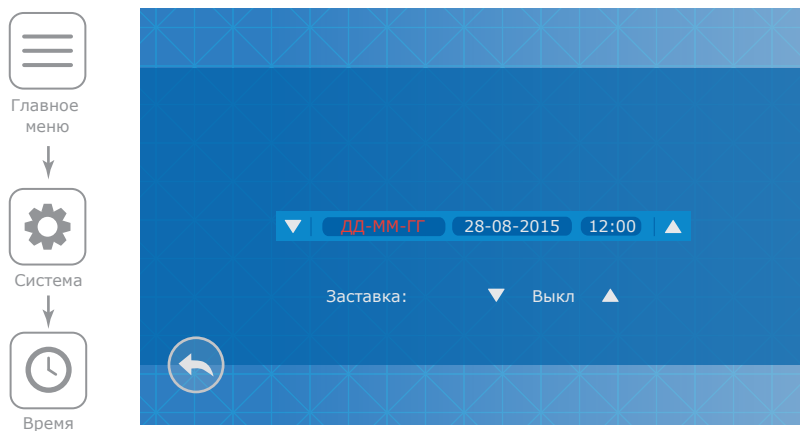 Главное
меню
Система
Время
ДД-ММ-ГГ 28-08-2015 12:00
Заставка: Выкл